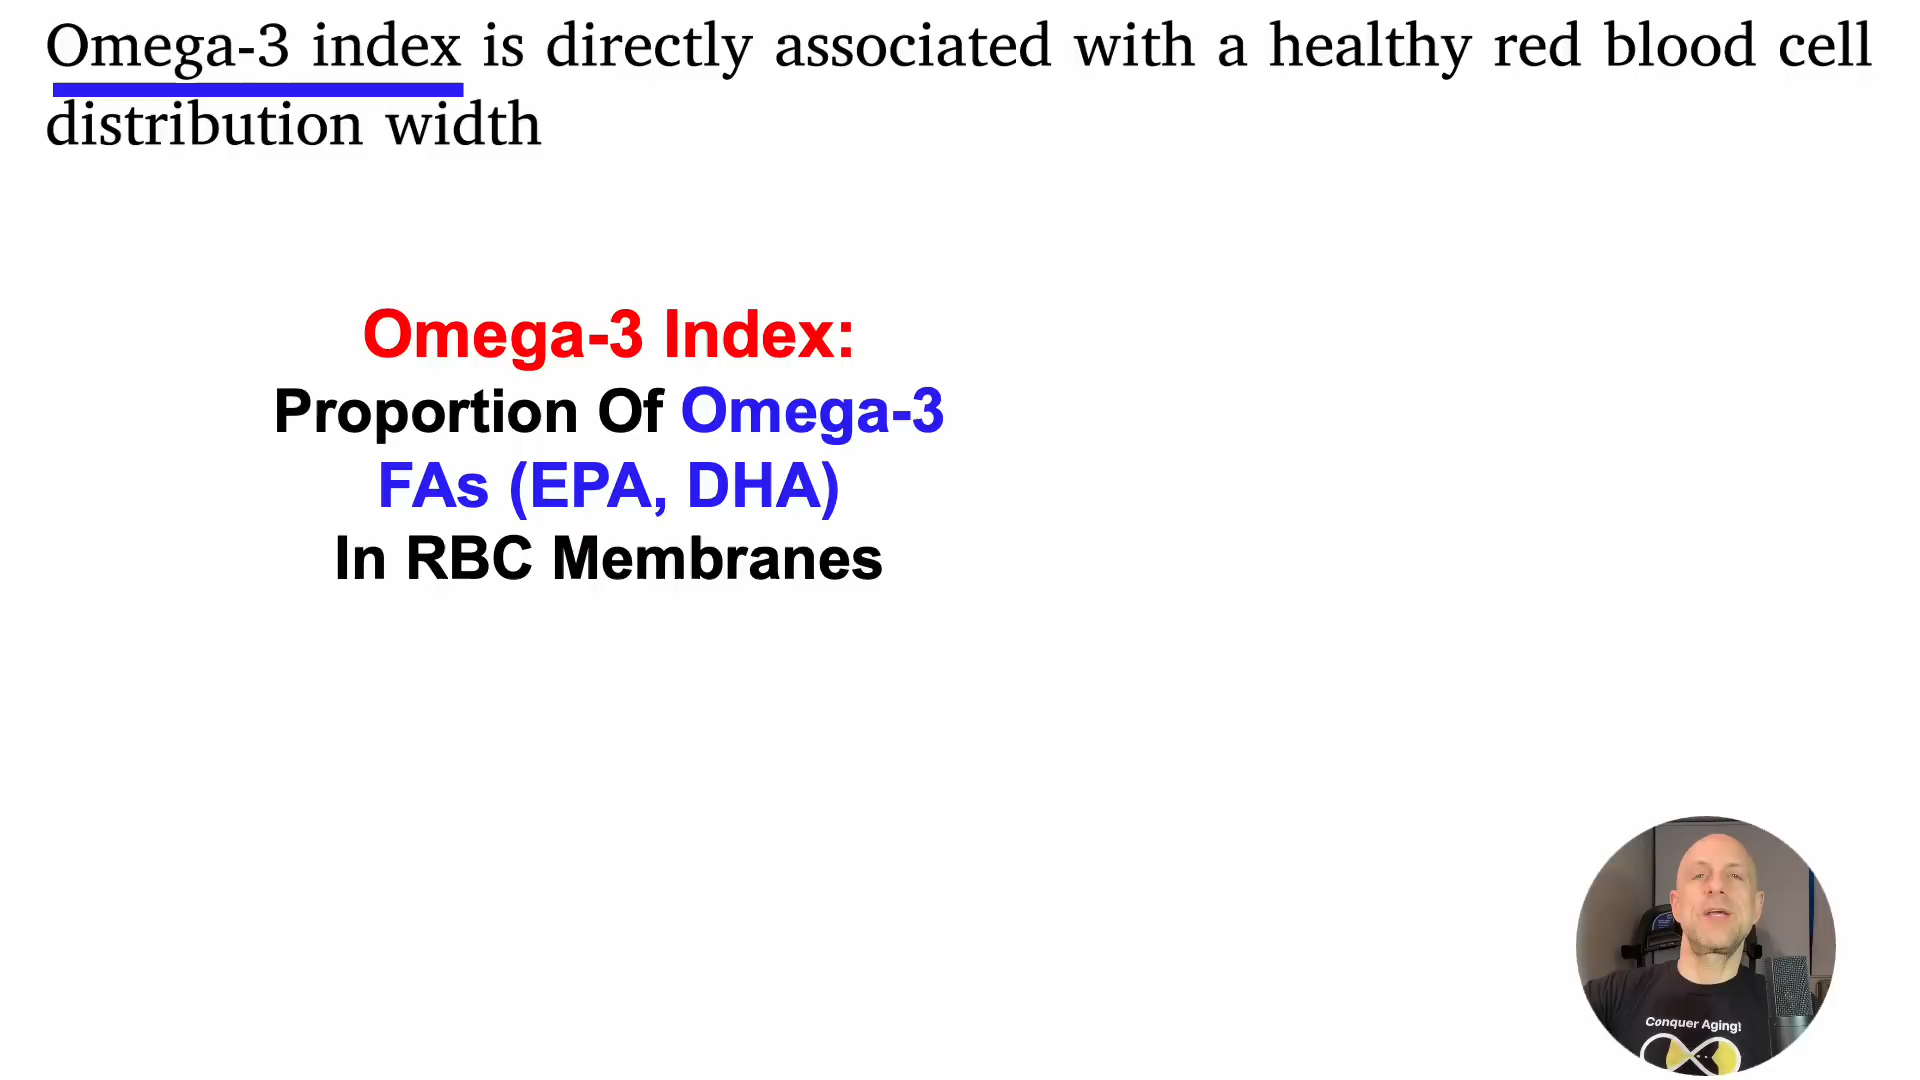 Omega-3 index is directly associated with a healthy red blood cell
distribution width
Omega-3 Index:
Proportion Of Omega-3
FAs (EPA, DHA)
In RBC Membranes
Conquer Aging!